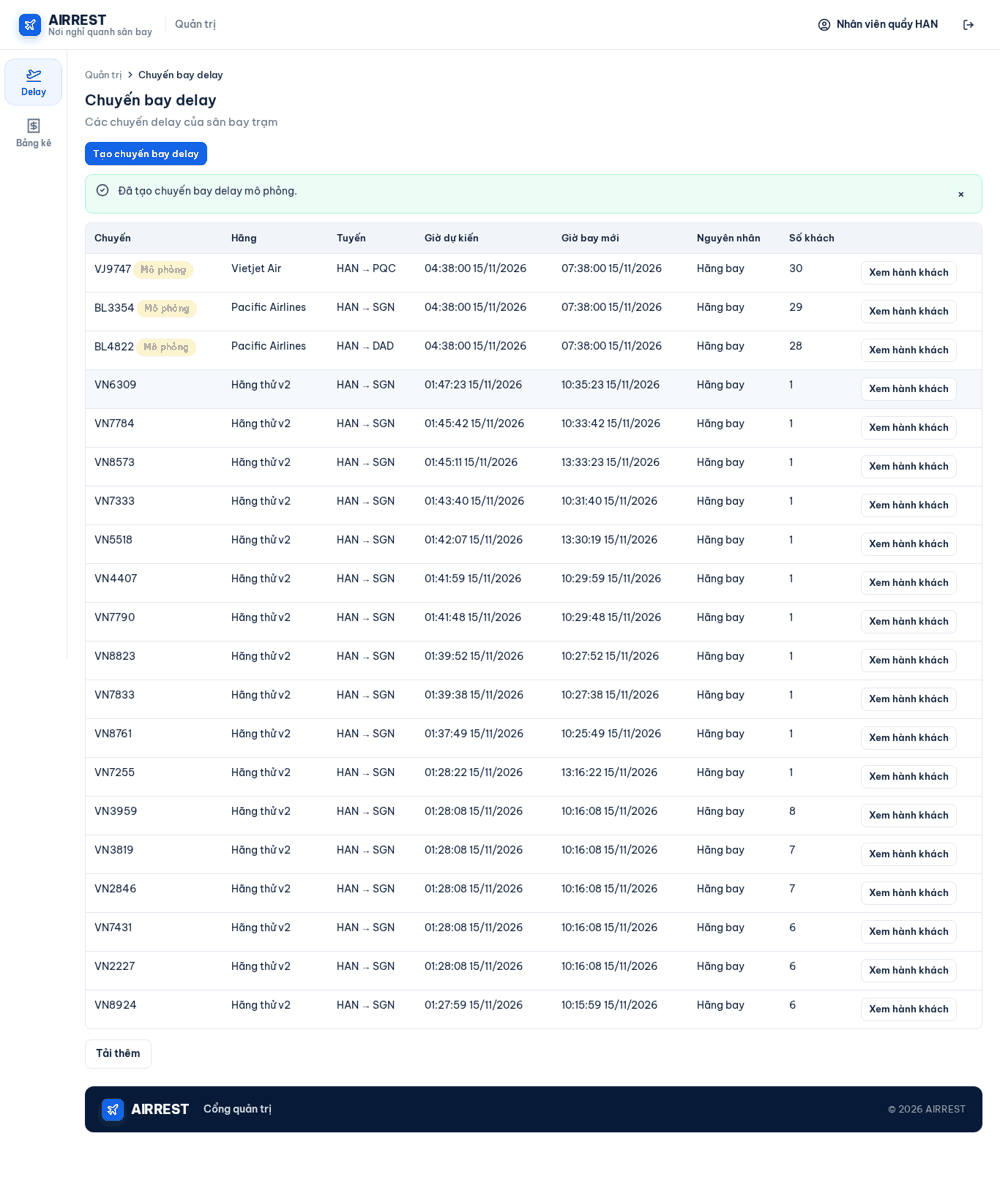 AIRREST
Nơi nghỉ quanh sân bay
Quản trị
Nhân viên quầy HAN
Delay
Bảng kê
Quản trị › Chuyến bay delay
Chuyến bay delay
Các chuyến delay của sân bay trạm
Tạo chuyến bay delay
Đã tạo chuyến bay delay mô phỏng. ×
Chuyến Hãng Tuyến Giờ dự kiến Giờ bay mới Nguyên nhân Số khách
VJ9747 Mô phỏng Vietjet Air HAN → PQC 04:38:00 15/11/2026 07:38:00 15/11/2026 Hãng bay 30 Xem hành khách
BL3354 Mô phỏng Pacific Airlines HAN → SGN 04:38:00 15/11/2026 07:38:00 15/11/2026 Hãng bay 29 Xem hành khách
BL4822 Mô phỏng Pacific Airlines HAN → DAD 04:38:00 15/11/2026 07:38:00 15/11/2026 Hãng bay 28 Xem hành khách
VN6309 Hãng thử v2 HAN → SGN 01:47:23 15/11/2026 10:35:23 15/11/2026 Hãng bay 1 Xem hành khách
VN7784 Hãng thử v2 HAN → SGN 01:45:42 15/11/2026 10:33:42 15/11/2026 Hãng bay 1 Xem hành khách
VN8573 Hãng thử v2 HAN → SGN 01:45:11 15/11/2026 13:33:23 15/11/2026 Hãng bay 1 Xem hành khách
VN7333 Hãng thử v2 HAN → SGN 01:43:40 15/11/2026 10:31:40 15/11/2026 Hãng bay 1 Xem hành khách
VN5518 Hãng thử v2 HAN → SGN 01:42:07 15/11/2026 13:30:19 15/11/2026 Hãng bay 1 Xem hành khách
VN4407 Hãng thử v2 HAN → SGN 01:41:59 15/11/2026 10:29:59 15/11/2026 Hãng bay 1 Xem hành khách
VN7790 Hãng thử v2 HAN → SGN 01:41:48 15/11/2026 10:29:48 15/11/2026 Hãng bay 1 Xem hành khách
VN8823 Hãng thử v2 HAN → SGN 01:39:52 15/11/2026 10:27:52 15/11/2026 Hãng bay 1 Xem hành khách
VN7833 Hãng thử v2 HAN → SGN 01:39:38 15/11/2026 10:27:38 15/11/2026 Hãng bay 1 Xem hành khách
VN8761 Hãng thử v2 HAN → SGN 01:37:49 15/11/2026 10:25:49 15/11/2026 Hãng bay 1 Xem hành khách
VN7255 Hãng thử v2 HAN → SGN 01:28:22 15/11/2026 13:16:22 15/11/2026 Hãng bay 1 Xem hành khách
VN3959 Hãng thử v2 HAN → SGN 01:28:08 15/11/2026 10:16:08 15/11/2026 Hãng bay 8 Xem hành khách
VN3819 Hãng thử v2 HAN → SGN 01:28:08 15/11/2026 10:16:08 15/11/2026 Hãng bay 7 Xem hành khách
VN2846 Hãng thử v2 HAN → SGN 01:28:08 15/11/2026 10:16:08 15/11/2026 Hãng bay 7 Xem hành khách
VN7431 Hãng thử v2 HAN → SGN 01:28:08 15/11/2026 10:16:08 15/11/2026 Hãng bay 6 Xem hành khách
VN2227 Hãng thử v2 HAN → SGN 01:28:08 15/11/2026 10:16:08 15/11/2026 Hãng bay 6 Xem hành khách
VN8924 Hãng thử v2 HAN → SGN 01:27:59 15/11/2026 10:15:59 15/11/2026 Hãng bay 6 Xem hành khách
Tải thêm
AIRREST Cổng quản trị © 2026 AIRREST